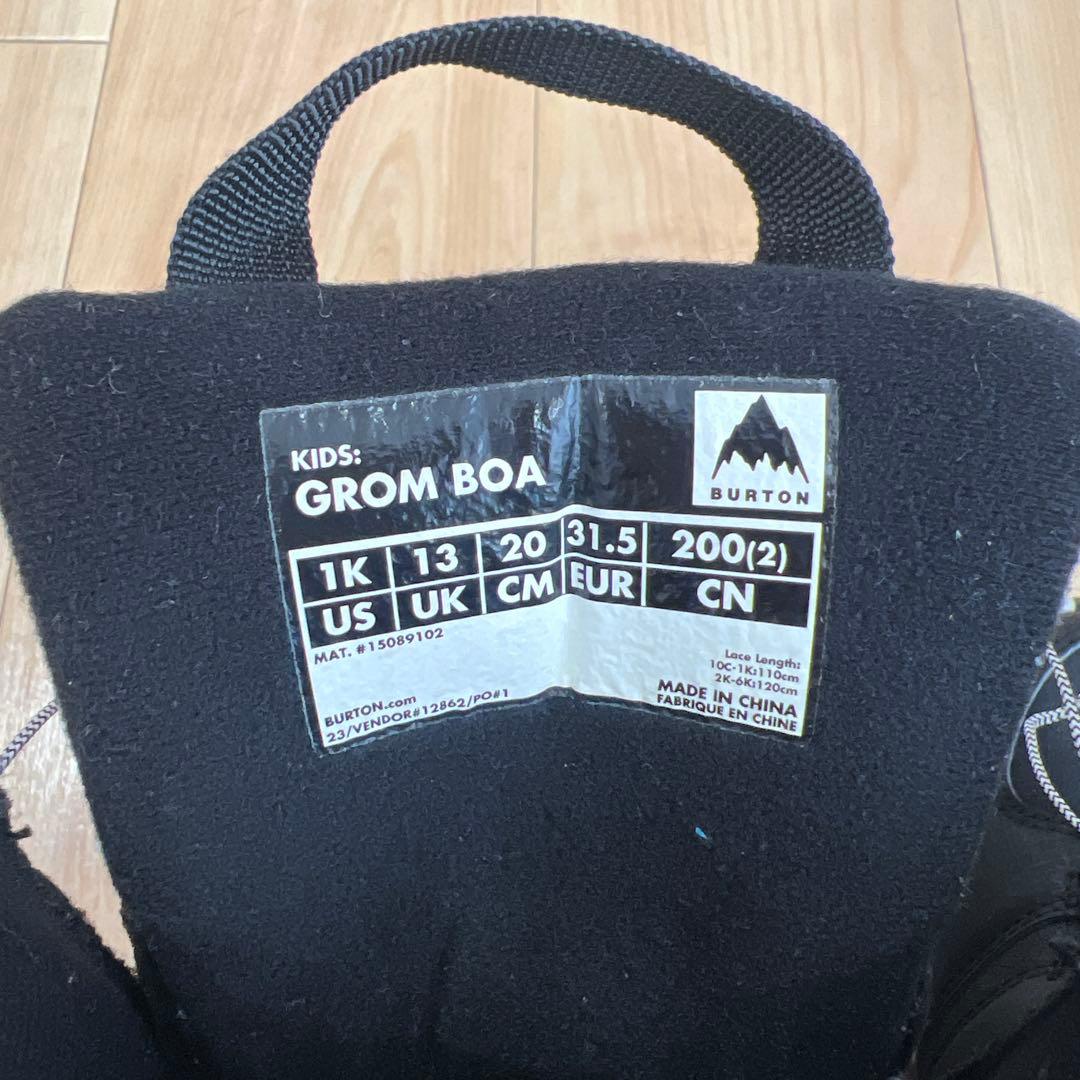 KIDS:
GROM BOA
BURTON
1K 13 20 31.5 200(2)
US UK CM EUR CN
MAT. #15089102
Lace Length:
10C-1K:110cm
2K-6K:120cm
BURTON.com
23/VENDOR#12862/PO#1
MADE IN CHINA
FABRIQUE EN CHINE